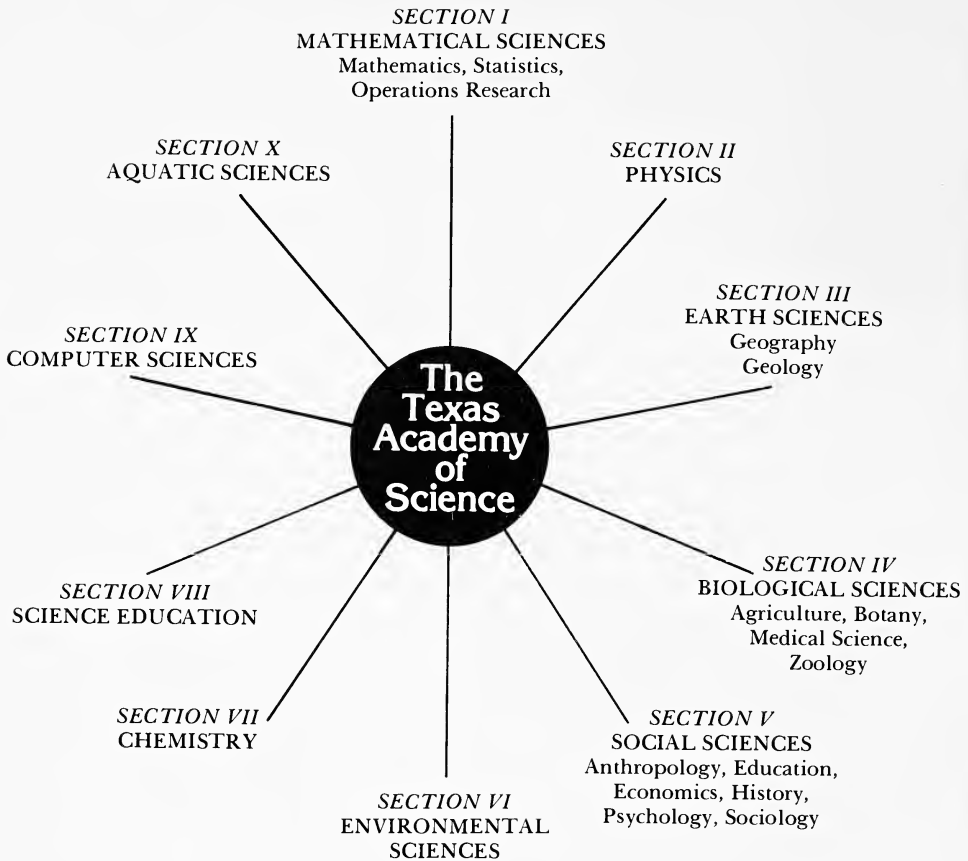 SECTION I
MATHEMATICAL SCIENCES
Mathematics, Statistics,
Operations Research
SECTION II
PHYSICS
SECTION III
EARTH SCIENCES
Geography
Geology
SECTION IV
BIOLOGICAL SCIENCES
Agriculture, Botany,
Medical Science,
Zoology
SECTION V
SOCIAL SCIENCES
Anthropology, Education,
Economics, History,
Psychology, Sociology
SECTION VI
ENVIRONMENTAL
SCIENCES
SECTION VII
CHEMISTRY
SECTION VIII
SCIENCE EDUCATION
SECTION IX
COMPUTER SCIENCES
SECTION X
AQUATIC SCIENCES
The
Texas
Academy
of
Science